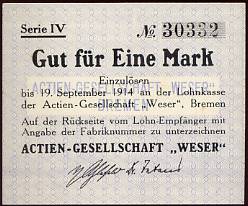 Serie IV № 30332
Gut für Eine Mark
ACTIEN-GESELLSCHAFT „WESER"
BREMEN
Einzulösen
bis 19. September 1914 an der Lohnkasse
der Actien-Gesellschaft „Weser", Bremen
Auf der Rückseite vom Lohn-Empfänger mit
Angabe der Fabriknummer zu unterzeichnen
ACTIEN-GESELLSCHAFT „WESER"